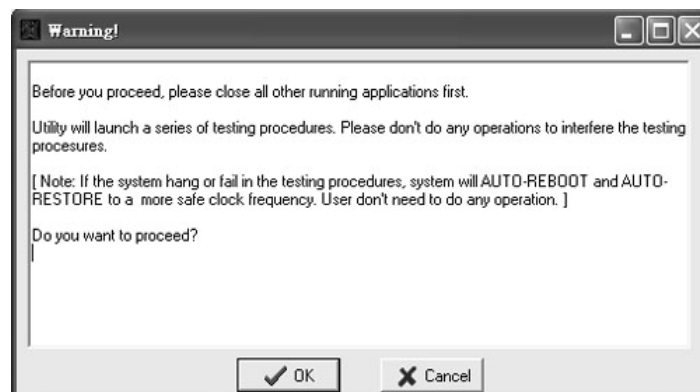 Warning!
Before you proceed, please close all other running applications first.
Utility will launch a series of testing procedures. Please don't do any operations to interfere the testing
procesures.
[ Note: If the system hang or fail in the testing procedures, system will AUTO-REBOOT and AUTO-
RESTORE to a  more safe clock frequency. User don't need to do any operation. ]
Do you want to proceed?
OK
Cancel